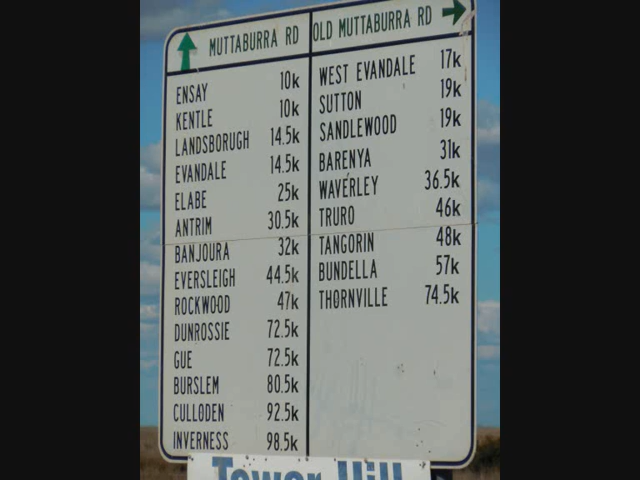 MUTTABURRA RD
ENSAY 10K
KENTLE 10K
LANDSBOROUGH 14.5K
EVANDALE 14.5K
ELABE 25K
ANTRIM 30.5K
BANJOURA 32K
EVERSLEIGH 44.5K
ROCKWOOD 47K
DUNROSSIE 72.5K
GUE 72.5K
BURSLEM 80.5K
CULLODEN 92.5K
INVERNESS 98.5K
OLD MUTTABURRA RD
WEST EVANDALE 17K
SUTTON 19K
SANDLEWOOD 19K
BARENYA 31K
WAVERLEY 36.5K
TRURO 46K
TANGORIN 48K
BUNDELLA 57K
THORNVILLE 74.5K
Tower Hill